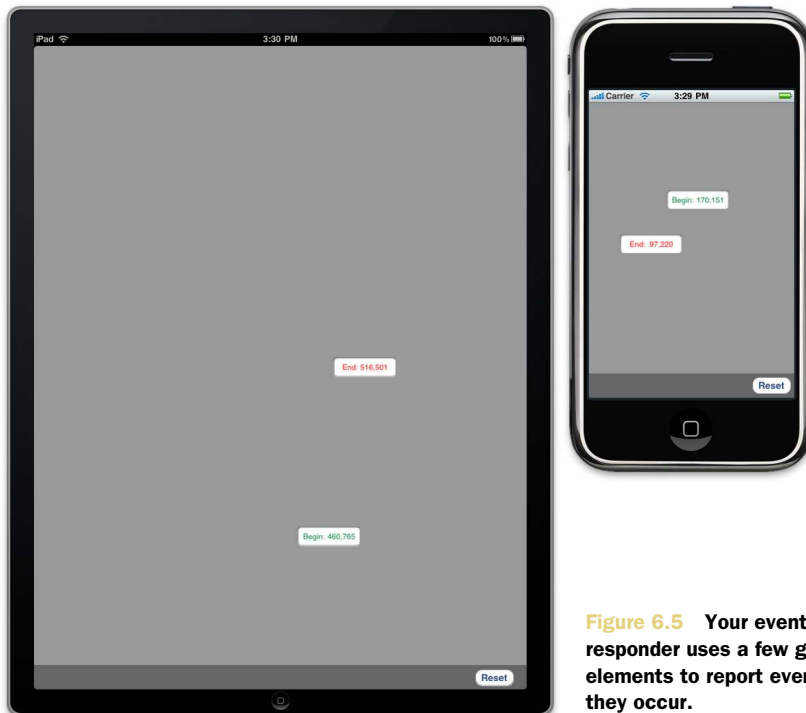 iPad 3:30 PM 100%
End: 516,501
Begin: 460,765
Reset
Carrier 3:29 PM
Begin: 170,151
End: 97,220
Reset
Figure 6.5 Your event
responder uses a few
elements to report
they occur.